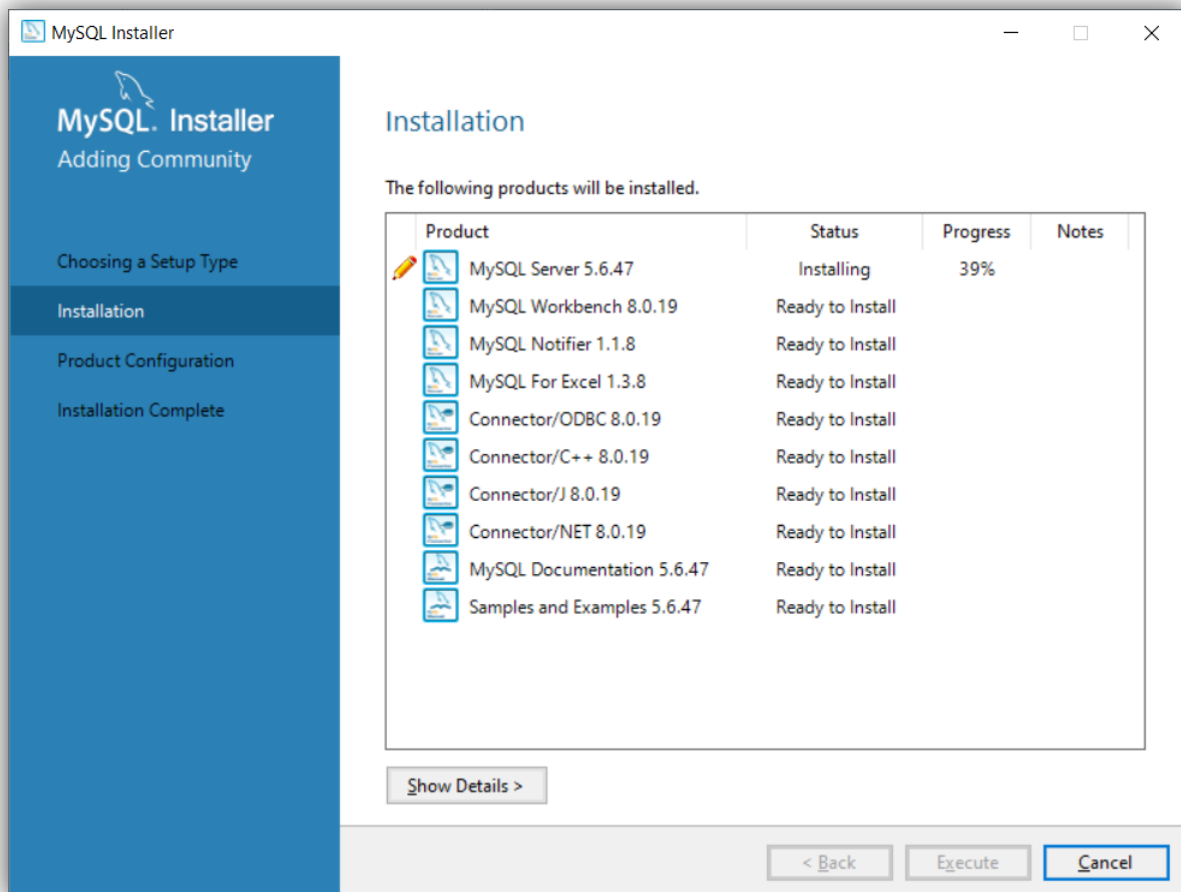 MySQL Installer
MySQL. Installer
Adding Community
Choosing a Setup Type
Installation
Product Configuration
Installation Complete
Installation
The following products will be installed.
Product Status Progress Notes
MySQL Server 5.6.47 Installing 39%
MySQL Workbench 8.0.19 Ready to Install
MySQL Notifier 1.1.8 Ready to Install
MySQL For Excel 1.3.8 Ready to Install
Connector/ODBC 8.0.19 Ready to Install
Connector/C++ 8.0.19 Ready to Install
Connector/J 8.0.19 Ready to Install
Connector/NET 8.0.19 Ready to Install
MySQL Documentation 5.6.47 Ready to Install
Samples and Examples 5.6.47 Ready to Install
Show Details >
< Back Execute Cancel